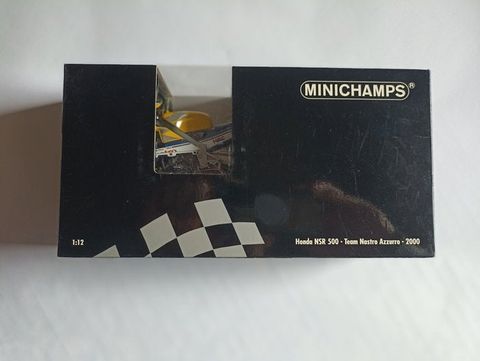 MINICHAMPS®
1:12
Honda NSR 500 · Team Nastro Azzurro · 2000